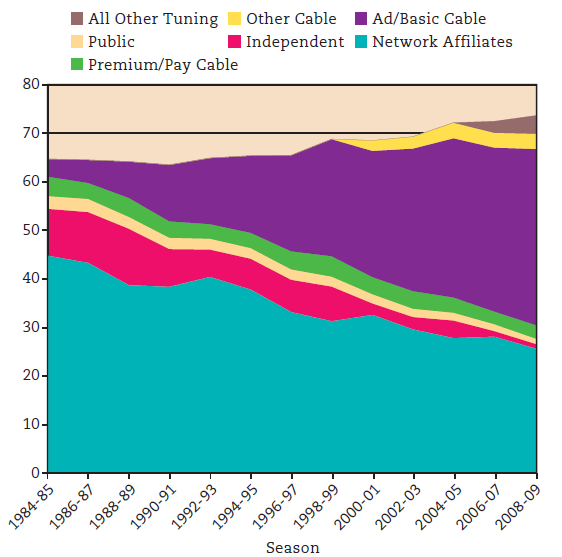 All Other Tuning Other Cable Ad/Basic Cable
Public Independent Network Affiliates
Premium/Pay Cable
80
70
60
50
40
30
20
10
0
1984-85 1986-87 1988-89 1990-91 1992-93 1994-95 1996-97 1998-99 2000-01 2002-03 2004-05 2006-07 2008-09
Season